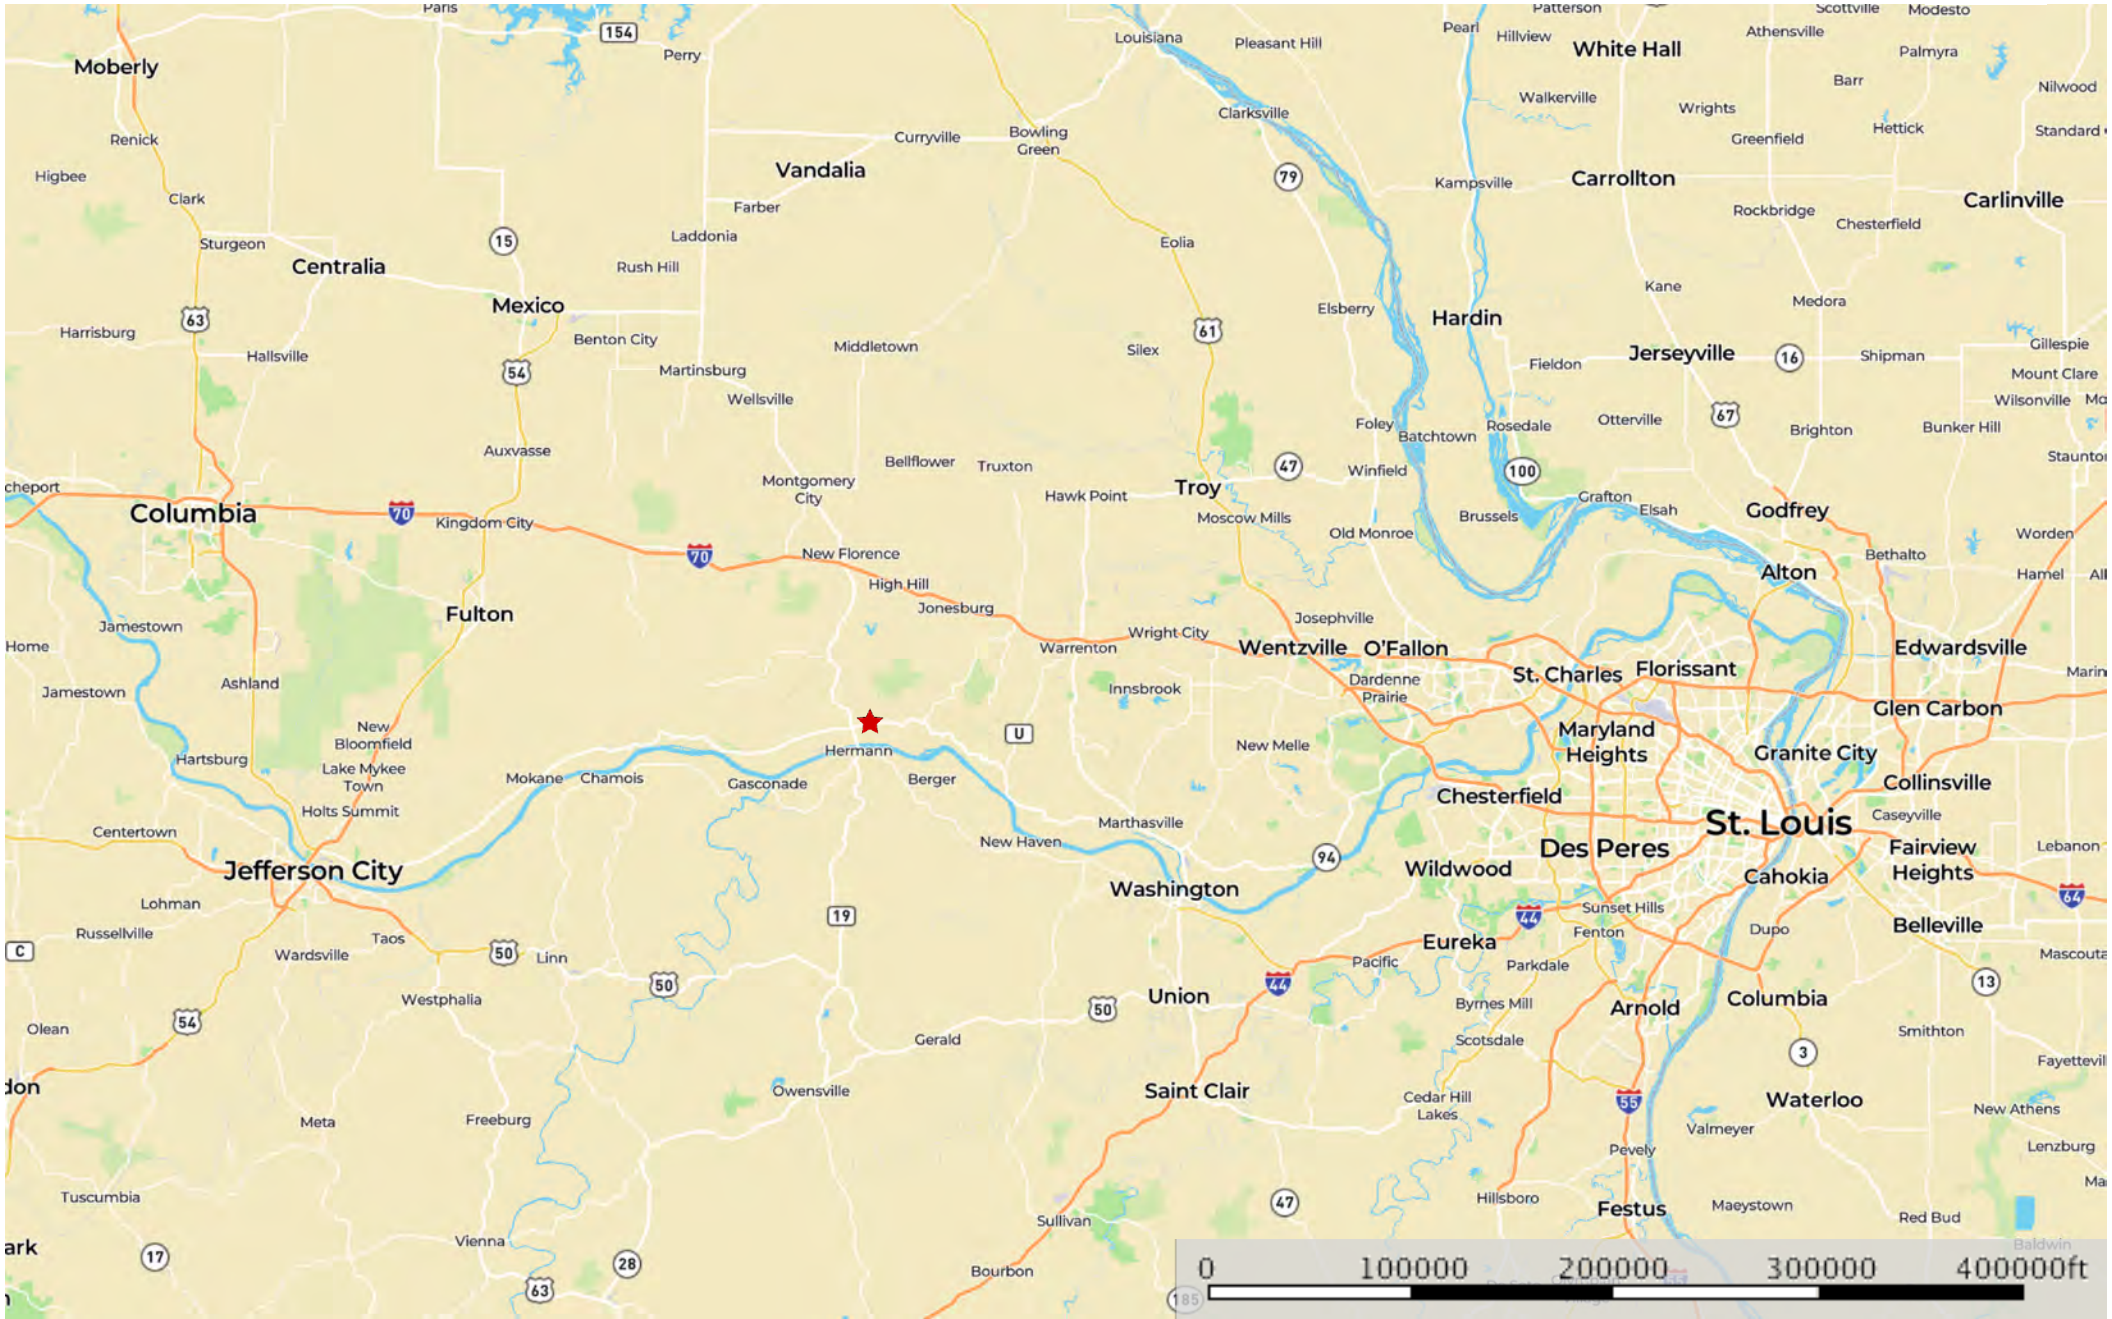 Paris
154
Perry
Moberly
Renick
Higbee
Clark
Sturgeon
Centralia
15
Mexico
63
Harrisburg
Hallsville
54
Auxvasse
Louisiana
Pleasant Hill
Pearl
Hillview
Patterson
White Hall
Scottville
Modesto
Athensville
Palmyra
Barr
Nilwood
Walkerville
Wrights
Greenfield
Hettick
Standard
Clarksville
Curryville
Bowling
Green
Vandalia
Farber
Laddonia
Rush Hill
79
Kampsville
Carrollton
Carlinville
Rockbridge
Chesterfield
Eolia
Elsberry
Hardin
Kane
Medora
Benton City
Martinsburg
Middletown
Wellsville
Silex
61
Fieldon
Jerseyville
16
Shipman
Gillespie
Mount Clare
Wilsonville
67
Otterville
Brighton
Bunker Hill
Staunto
Foley
Batchtown
Rosedale
100
Winfield
47
Troy
Hawk Point
Truxton
Bellflower
Montgomery
City
Moscow Mills
Old Monroe
Brussels
Grafton
Elsah
Godfrey
Worden
Bethalto
Alton
Hamel
cheport
Columbia
70
Kingdom City
70
New Florence
High Hill
Jonesburg
Fulton
Jamestown
Home
Jamestown
Ashland
Warrenton
Wright City
Wentzville
O'Fallon
Josephville
Dardenne
Prairie
St. Charles
Florissant
Edwardsville
Marin
Glen Carbon
Innsbrook
New Melle
U
Maryland
Heights
Granite City
Collinsville
Caseyville
New
Bloomfield
Hartsburg
Lake Mykee
Town
Holts Summit
Mokane
Chamois
Gasconade
Hermann
Berger
Centertown
Jefferson City
New Haven
Marthasville
Washington
94
Chesterfield
St. Louis
Des Peres
Wildwood
Fairview
Heights
Lebanon
64
Cahokia
Lohman
Russellville
C
Wardsville
Taos
50
Linn
50
19
Westphalia
54
Olean
44
Sunset Hills
Fenton
Dupo
Belleville
Eureka
Pacific
Parkdale
44
Mascouta
13
Union
50
Byrnes Mill
Arnold
Columbia
Gerald
Scotsdale
Smithton
3
Fayettevil
don
Owensville
Saint Clair
Cedar Hill
Lakes
55
Waterloo
New Athens
Meta
Freeburg
Valmeyer
Lenzburg
Pevely
Tuscumbia
47
Hillsboro
Festus
Maeystown
Red Bud
Sullivan
Vienna
ark
17
28
63
Bourbon
185
Baldwin
0 100000 200000 300000 400000ft